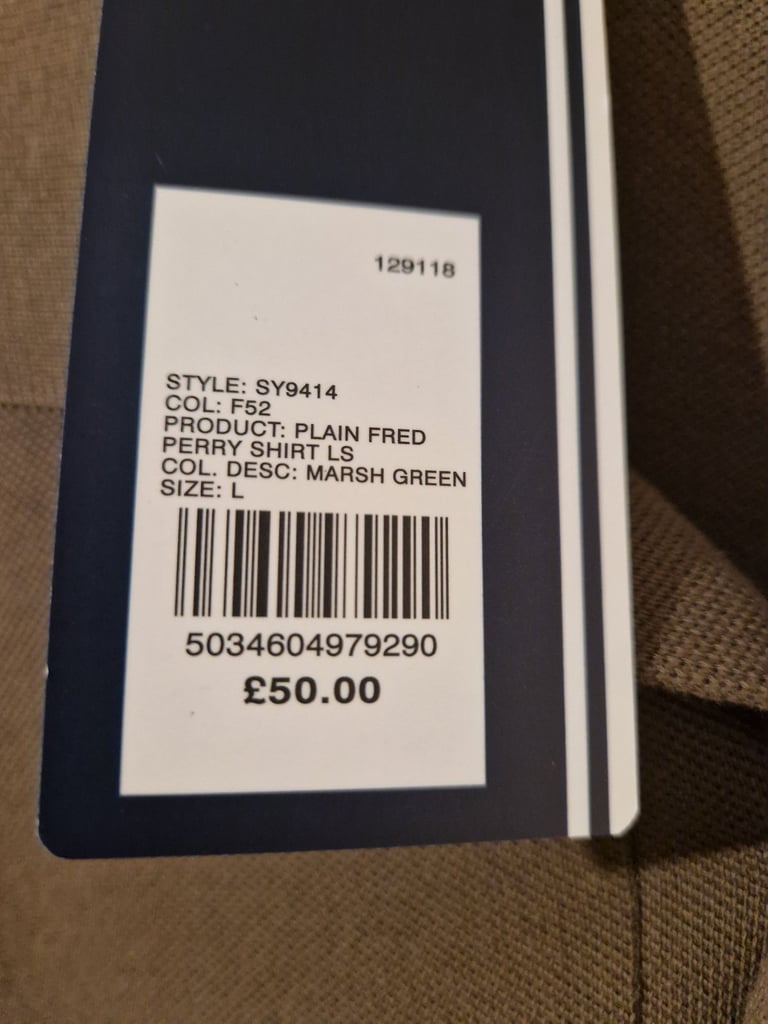 129118
STYLE: SY9414
COL: F52
PRODUCT: PLAIN FRED
PERRY SHIRT LS
COL. DESC: MARSH GREEN
SIZE: L
5034604979290
£50.00